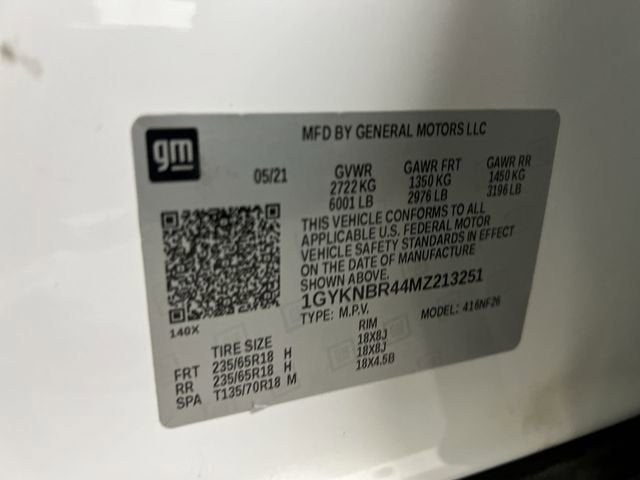 gm
MFD BY GENERAL MOTORS LLC
05/21
GVWR GAWR FRT GAWR RR
2722 KG 1350 KG 1450 KG
6001 LB 2976 LB 3196 LB
THIS VEHICLE CONFORMS TO ALL
APPLICABLE U.S. FEDERAL MOTOR
VEHICLE SAFETY STANDARDS IN EFFECT
ON THE DATE OF MANUFACTURE
SHOWN ABOVE.
1GYKNBR44MZ213251
TYPE: M.P.V. MODEL: 416NF26
140X
TIRE SIZE RIM
FRT 235/65R18 H 18X8J
RR 235/65R18 H 18X8J
SPA T135/70R18 M 18X4.5B